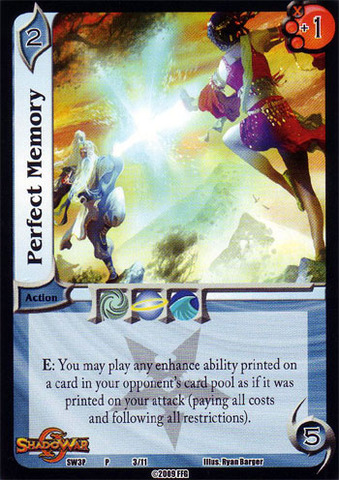 2
X
+1
Perfect Memory
Action
E: You may play any enhance ability printed
on a card in your opponent's card pool as if it was
printed on your attack (paying all costs
and following all restrictions).
ShadoWar
5
SW3P P 3/11 Illus. Ryan Barger
©2009 FFG